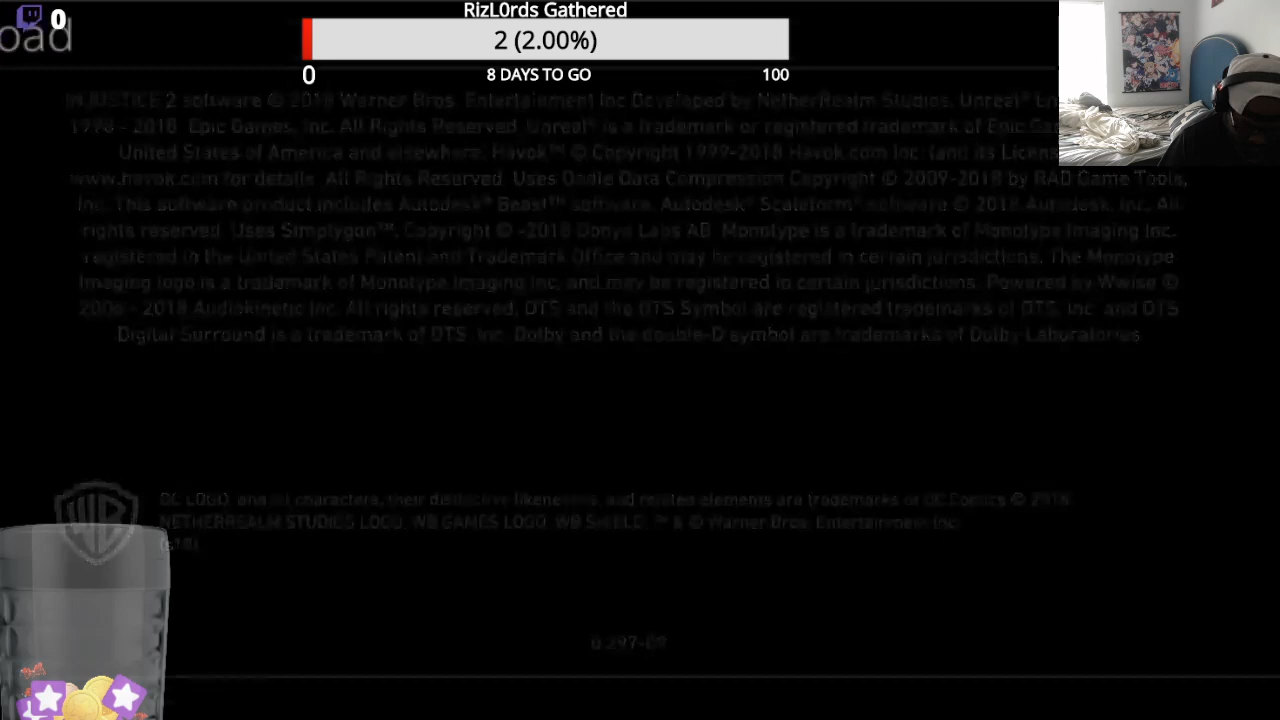 RizL0rds Gathered
0
oad
2 (2.00%)
0
8 DAYS TO GO
100
INJUSTICE 2 software © 2018 Warner Bros. Entertainment Inc Developed by NetherRealm Studios. Unreal®
1998 - 2018 Epic Games, Inc. All Rights Reserved. Unreal® is a trademark or registered trademark of Epic
United States of America and elsewhere. Havok™ © Copyright 1999-2018 Havok.com Inc. (and its
www.havok.com for details. All Rights Reserved. Uses Oodle Data Compression Copyright © 2009-2018 by RAD Game Tools,
Inc. This software product includes Autodesk® Beast™ software, Autodesk® Scaleform® software © 2018 Autodesk, Inc. All
rights reserved. Uses Simplygon™, Copyright © -2018 Donya Labs AB. Monotype is a trademark of Monotype Imaging Inc.
registered in the United States Patent and Trademark Office and may be registered in certain jurisdictions. The Monotype
Imaging logo is a trademark of Monotype Imaging Inc. and may be registered in certain jurisdictions. Powered by Wwise ©
2006 - 2018 Audiokinetic Inc. All rights reserved. DTS and the DTS Symbol are registered trademarks of DTS, Inc. and DTS
Digital Surround is a trademark of DTS, Inc. Dolby and the double-D symbol are trademarks of Dolby Laboratories
WB
DC LOGO, and all characters, their distinctive likenesses, and related elements are trademarks of DC Comics © 2018
NETHERREALM STUDIOS LOGO, WB GAMES LOGO, WB SHIELD: ™ & © Warner Bros. Entertainment Inc.
(s18)